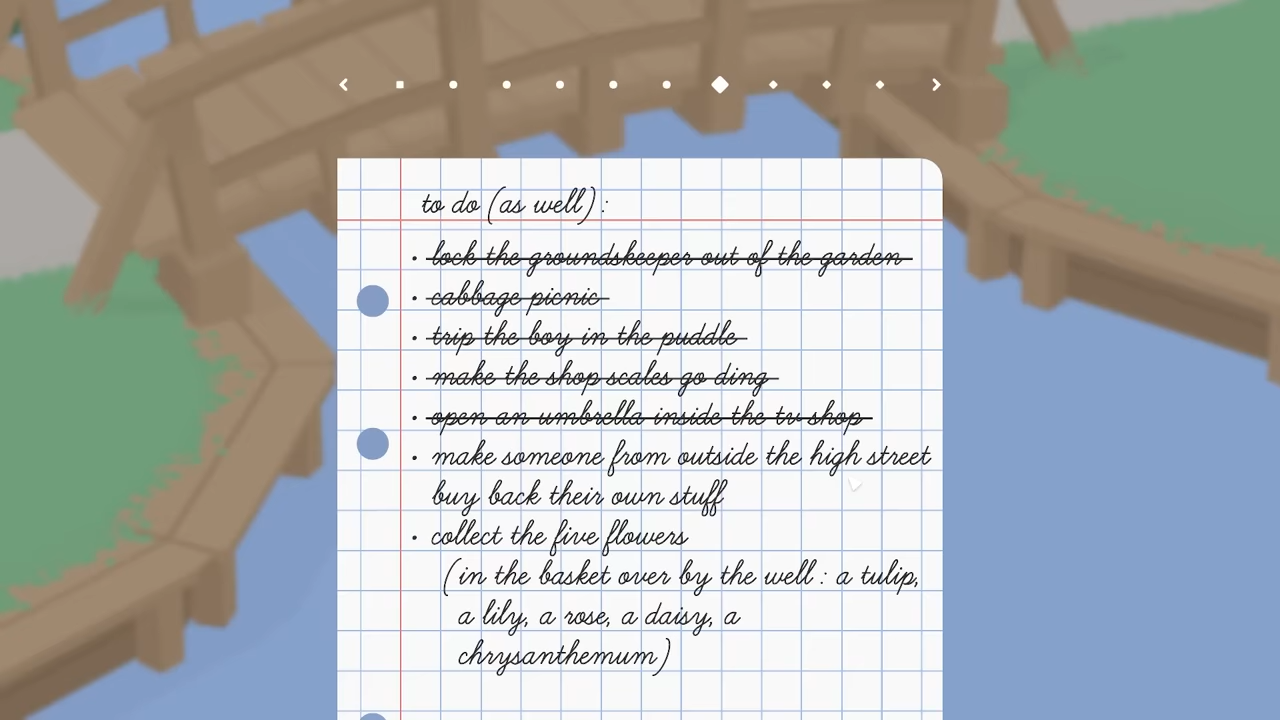 to do (as well) :
• lock the groundskeeper out of the garden
• cabbage picnic
• trip the boy in the puddle
• make the shop scales go ding
• open an umbrella inside the tv shop
• make someone from outside the high street
buy back their own stuff
• collect the five flowers
(in the basket over by the well : a tulip,
a lily, a rose, a daisy, a
chrysanthemum)